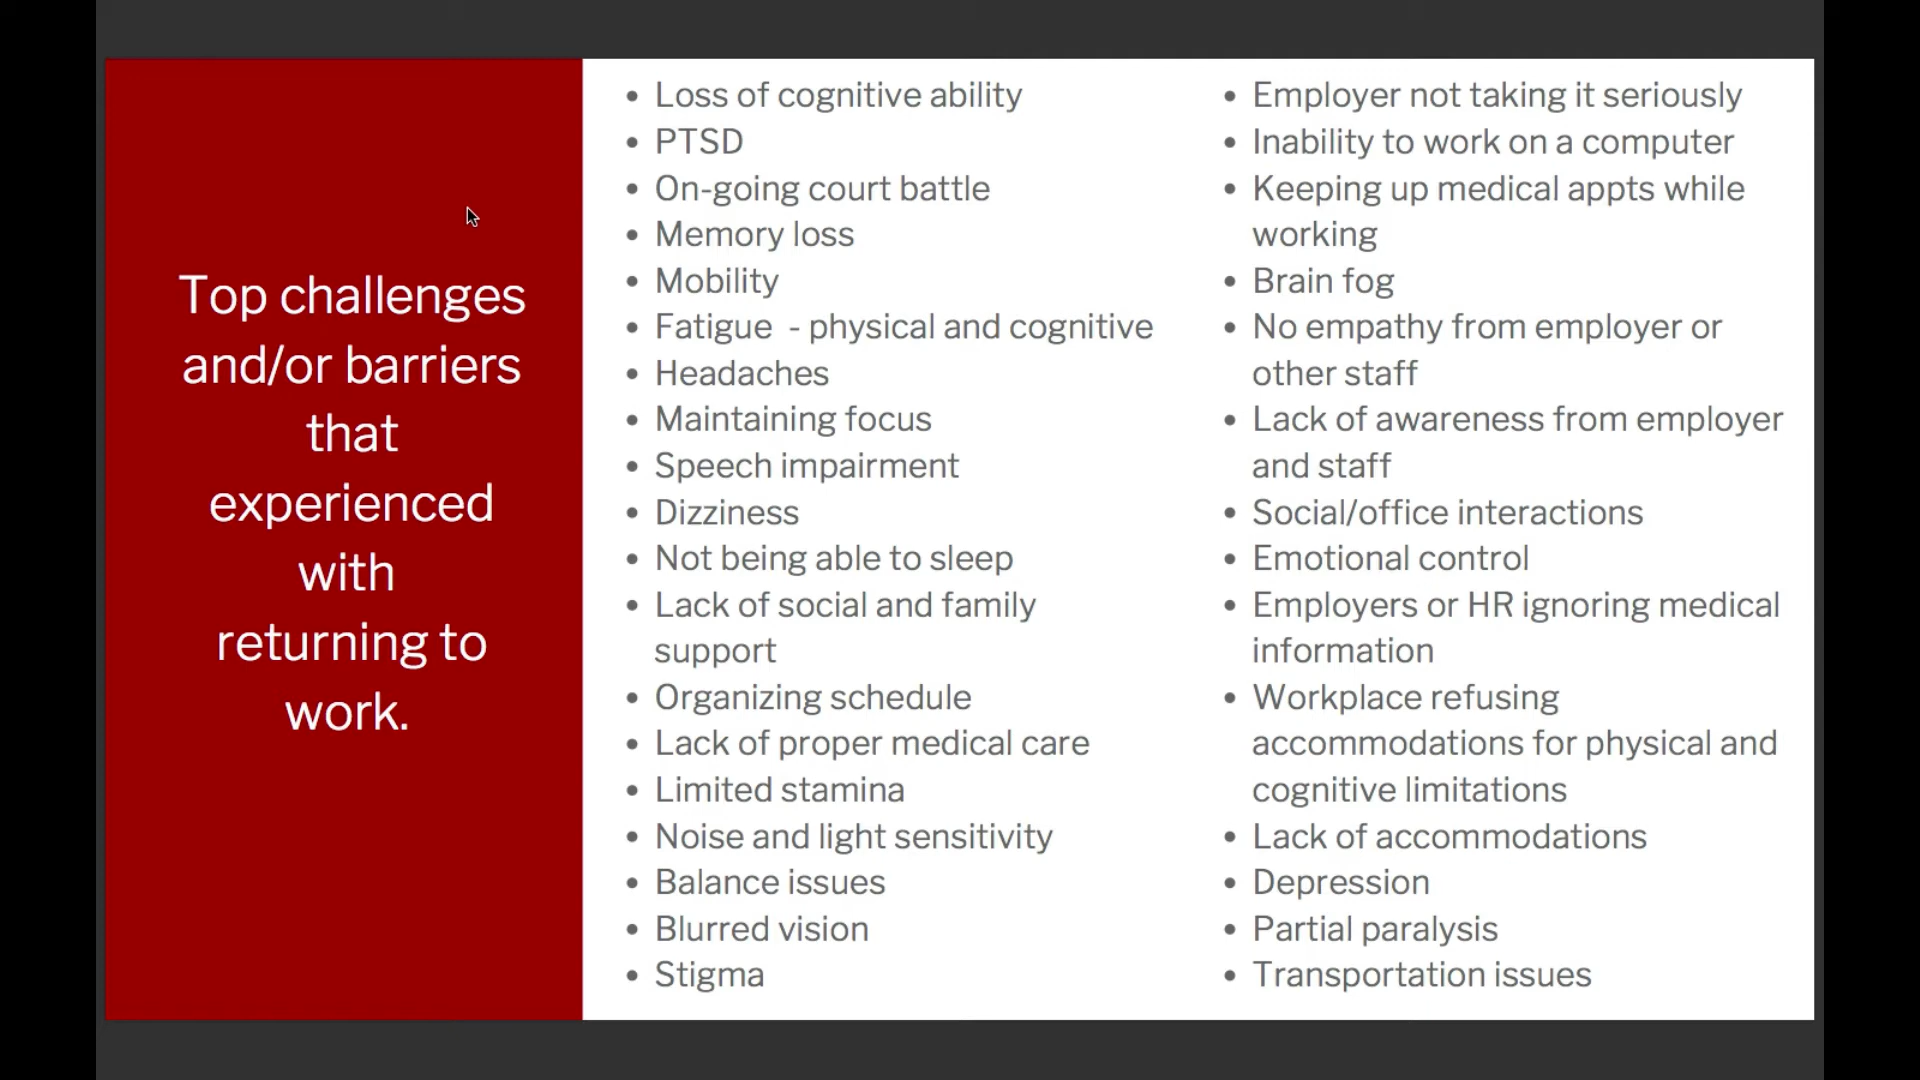 Top challenges
and/or barriers
that
experienced
with
returning to
work.
• Loss of cognitive ability
• PTSD
• On-going court battle
• Memory loss
• Mobility
• Fatigue  - physical and cognitive
• Headaches
• Maintaining focus
• Speech impairment
• Dizziness
• Not being able to sleep
• Lack of social and family
support
• Organizing schedule
• Lack of proper medical care
• Limited stamina
• Noise and light sensitivity
• Balance issues
• Blurred vision
• Stigma
• Employer not taking it seriously
• Inability to work on a computer
• Keeping up medical appts while
working
• Brain fog
• No empathy from employer or
other staff
• Lack of awareness from employer
and staff
• Social/office interactions
• Emotional control
• Employers or HR ignoring medical
information
• Workplace refusing
accommodations for physical and
cognitive limitations
• Lack of accommodations
• Depression
• Partial paralysis
• Transportation issues